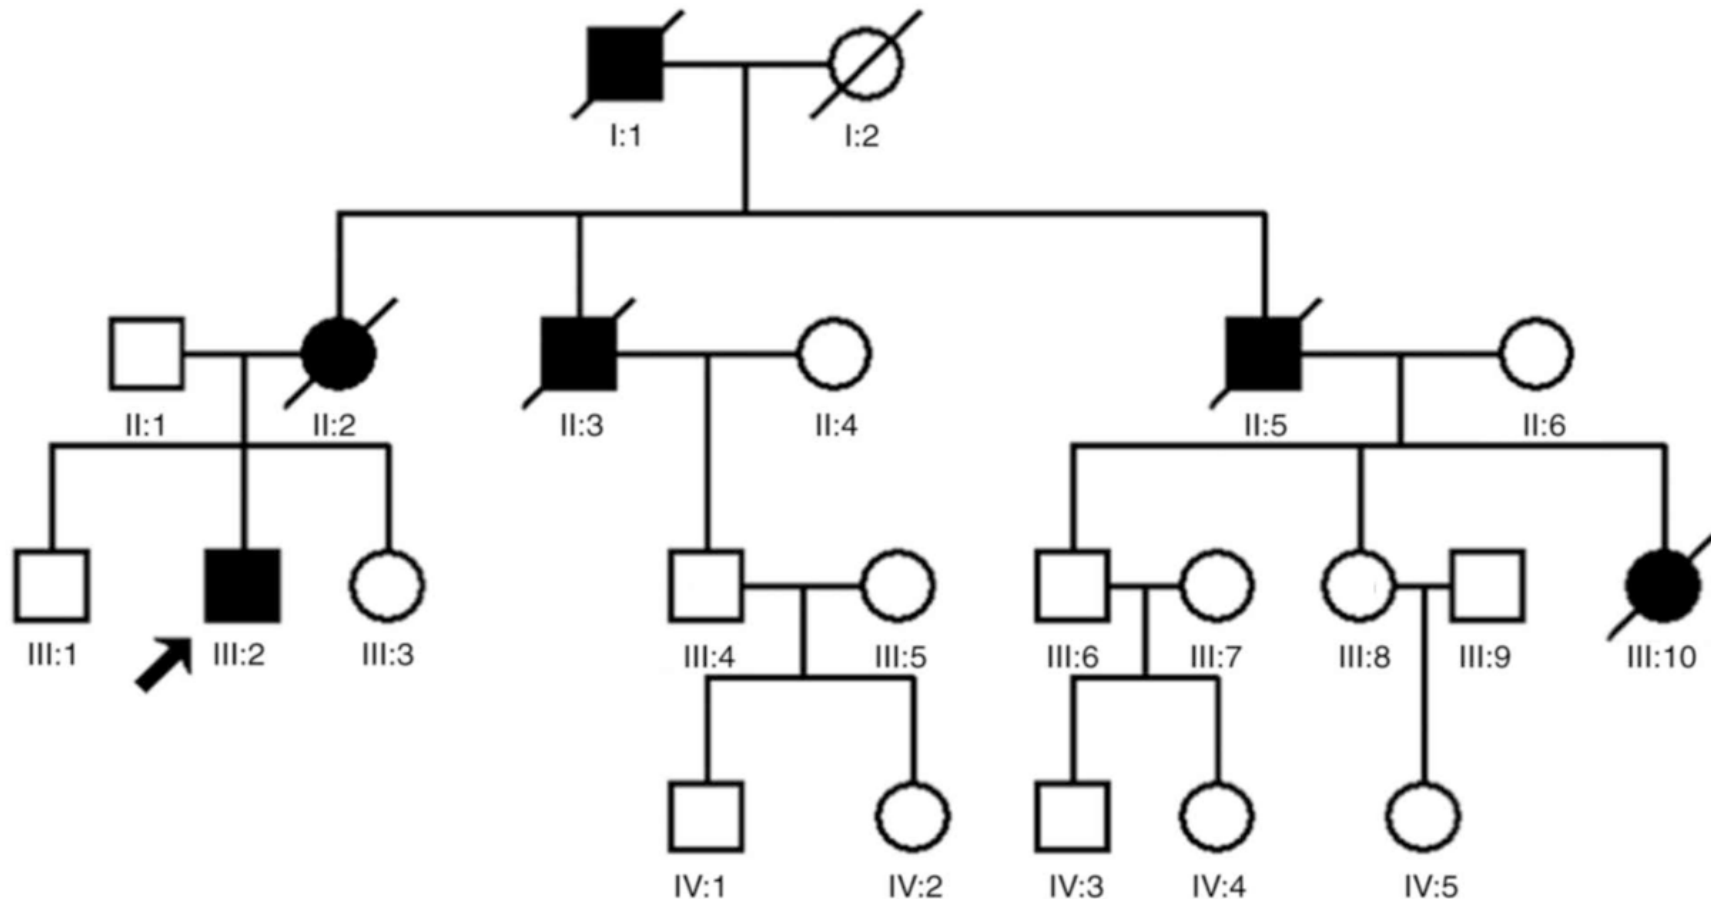 I:1 I:2
II:1 II:2 II:3 II:4 II:5 II:6
III:1 III:2 III:3 III:4 III:5 III:6 III:7 III:8 III:9 III:10
IV:1 IV:2 IV:3 IV:4 IV:5